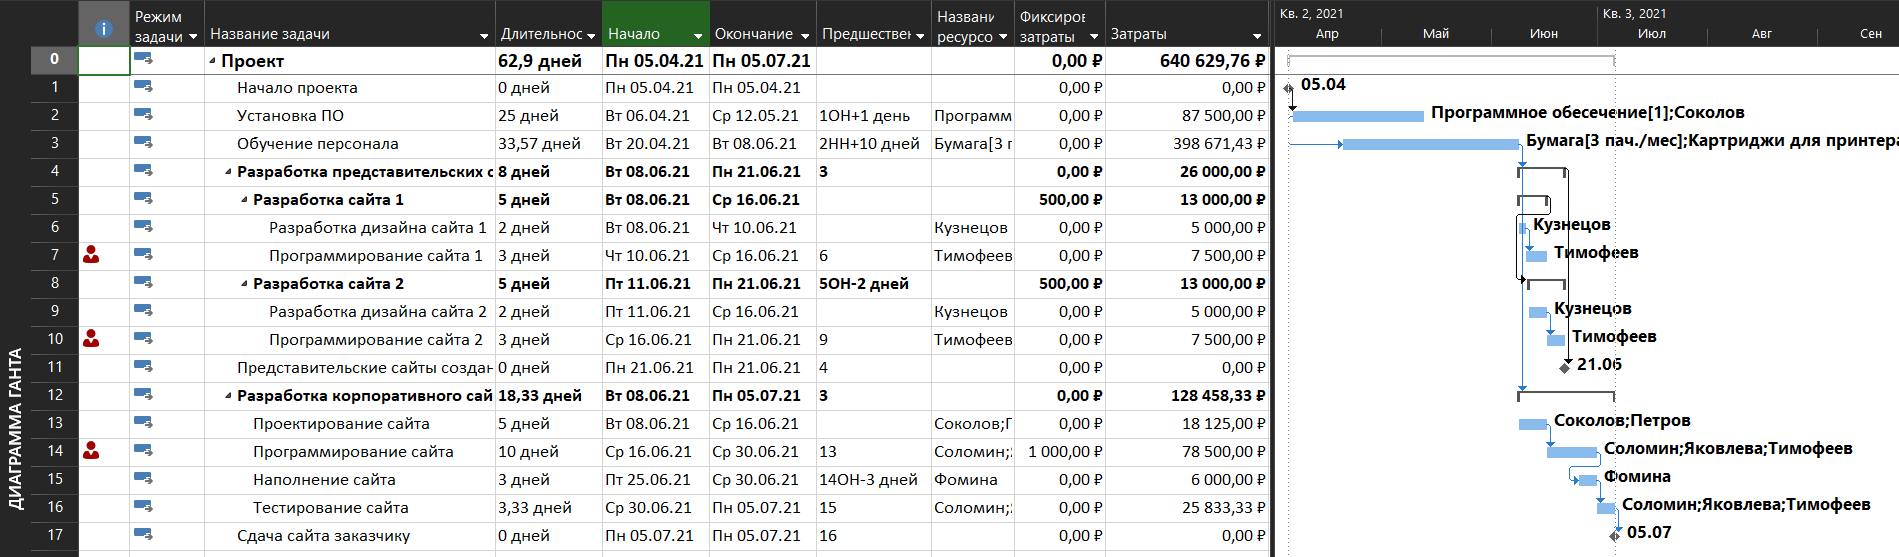 Режим задачи Название задачи Длительнос Начало Окончание Предшествен Названи ресурсо Фиксиров затраты Затраты
Кв. 2, 2021 Кв. 3, 2021
Апр Май Июн Июл Авг Сен
0 Проект 62,9 дней Пн 05.04.21 Пн 05.07.21 0,00 ₽ 640 629,76 ₽
1 Начало проекта 0 дней Пн 05.04.21 Пн 05.04.21 0,00 ₽ 0,00 ₽ 05.04
2 Установка ПО 25 дней Вт 06.04.21 Ср 12.05.21 1ОН+1 день Программ 0,00 ₽ 87 500,00 ₽ Программное обесечение[1];Соколов
3 Обучение персонала 33,57 дней Вт 20.04.21 Вт 08.06.21 2НН+10 дней Бумага[3 г 0,00 ₽ 398 671,43 ₽ Бумага[3 пач./мес];Картриджи для принтера
4 Разработка представительских с 8 дней Вт 08.06.21 Пн 21.06.21 3 0,00 ₽ 26 000,00 ₽
5 Разработка сайта 1 5 дней Вт 08.06.21 Ср 16.06.21 500,00 ₽ 13 000,00 ₽
6 Разработка дизайна сайта 1 2 дней Вт 08.06.21 Чт 10.06.21 Кузнецов 0,00 ₽ 5 000,00 ₽ Кузнецов
7 Программирование сайта 1 3 дней Чт 10.06.21 Ср 16.06.21 6 Тимофеев 0,00 ₽ 7 500,00 ₽ Тимофеев
8 Разработка сайта 2 5 дней Пт 11.06.21 Пн 21.06.21 5ОН-2 дней 500,00 ₽ 13 000,00 ₽
9 Разработка дизайна сайта 2 2 дней Пт 11.06.21 Ср 16.06.21 Кузнецов 0,00 ₽ 5 000,00 ₽ Кузнецов
10 Программирование сайта 2 3 дней Ср 16.06.21 Пн 21.06.21 9 Тимофеев 0,00 ₽ 7 500,00 ₽ Тимофеев
11 Представительские сайты создан 0 дней Пн 21.06.21 Пн 21.06.21 4 0,00 ₽ 0,00 ₽ 21.06
12 Разработка корпоративного сай 18,33 дней Вт 08.06.21 Пн 05.07.21 3 0,00 ₽ 128 458,33 ₽
13 Проектирование сайта 5 дней Вт 08.06.21 Ср 16.06.21 Соколов;Г 0,00 ₽ 18 125,00 ₽ Соколов;Петров
14 Программирование сайта 10 дней Ср 16.06.21 Ср 30.06.21 13 Соломин; 1 000,00 ₽ 78 500,00 ₽ Соломин;Яковлева;Тимофеев
15 Наполнение сайта 3 дней Пт 25.06.21 Ср 30.06.21 14ОН-3 дней Фомина 0,00 ₽ 6 000,00 ₽ Фомина
16 Тестирование сайта 3,33 дней Ср 30.06.21 Пн 05.07.21 15 Соломин; 0,00 ₽ 25 833,33 ₽ Соломин;Яковлева;Тимофеев
17 Сдача сайта заказчику 0 дней Пн 05.07.21 Пн 05.07.21 16 0,00 ₽ 0,00 ₽ 05.07
ДИАГРАММА ГАНТА